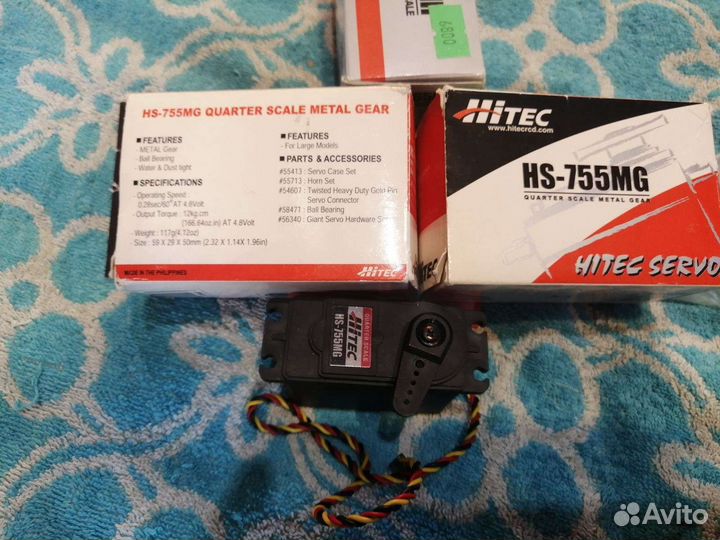 6800
SCALE
HS-755MG QUARTER SCALE METAL GEAR
FEATURES
- METAL Gear
- Ball Bearing
- Water & Dust tight
SPECIFICATIONS
- Operating Speed :
0.28sec/60° AT 4.8Volt
- Output Torque : 12kg.cm
(166.64oz.in) AT 4.8Volt
- Weight : 117g(4.12oz)
- Size : 59 X 29 X 50mm (2.32 X 1.14X 1.96in)
FEATURES
- For Large Models
PARTS & ACCESSORIES
#55413 : Servo Case Set
#55713 : Horn Set
#54607 : Twisted Heavy Duty Gold Pin
Servo Connector
#58471 : Ball Bearing
#56340 : Giant Servo Hardware Set
MADE IN THE PHILIPPINES
HiTEC
HiTEC
www.hitecrcd.com
HS-755MG
QUARTER SCALE METAL GEAR
HITEC SERVO
HiTEC
HS-755MG
HiTEC
QUARTER SCALE
Avito